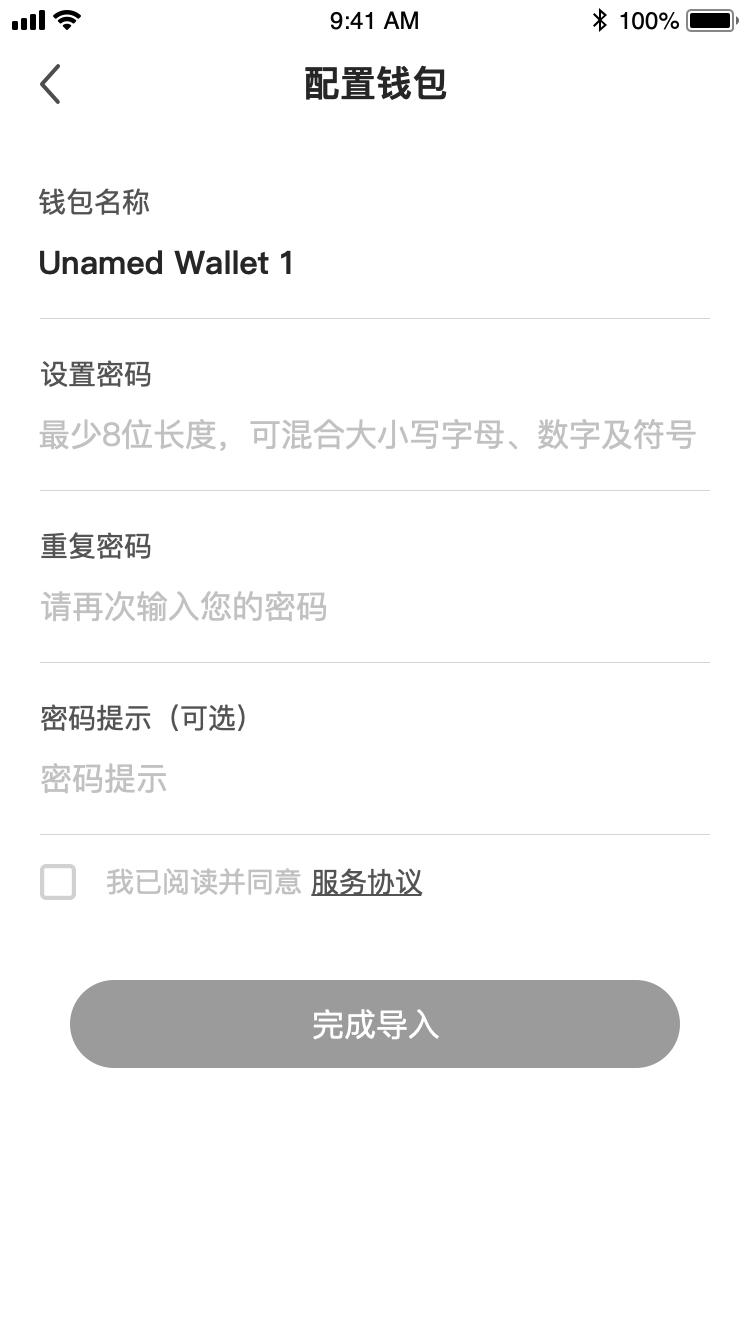 9:41 AM
100%
配置钱包
钱包名称
Unamed Wallet 1
设置密码
最少8位长度，可混合大小写字母、数字及符号
重复密码
请再次输入您的密码
密码提示（可选）
密码提示
我已阅读并同意 服务协议
完成导入